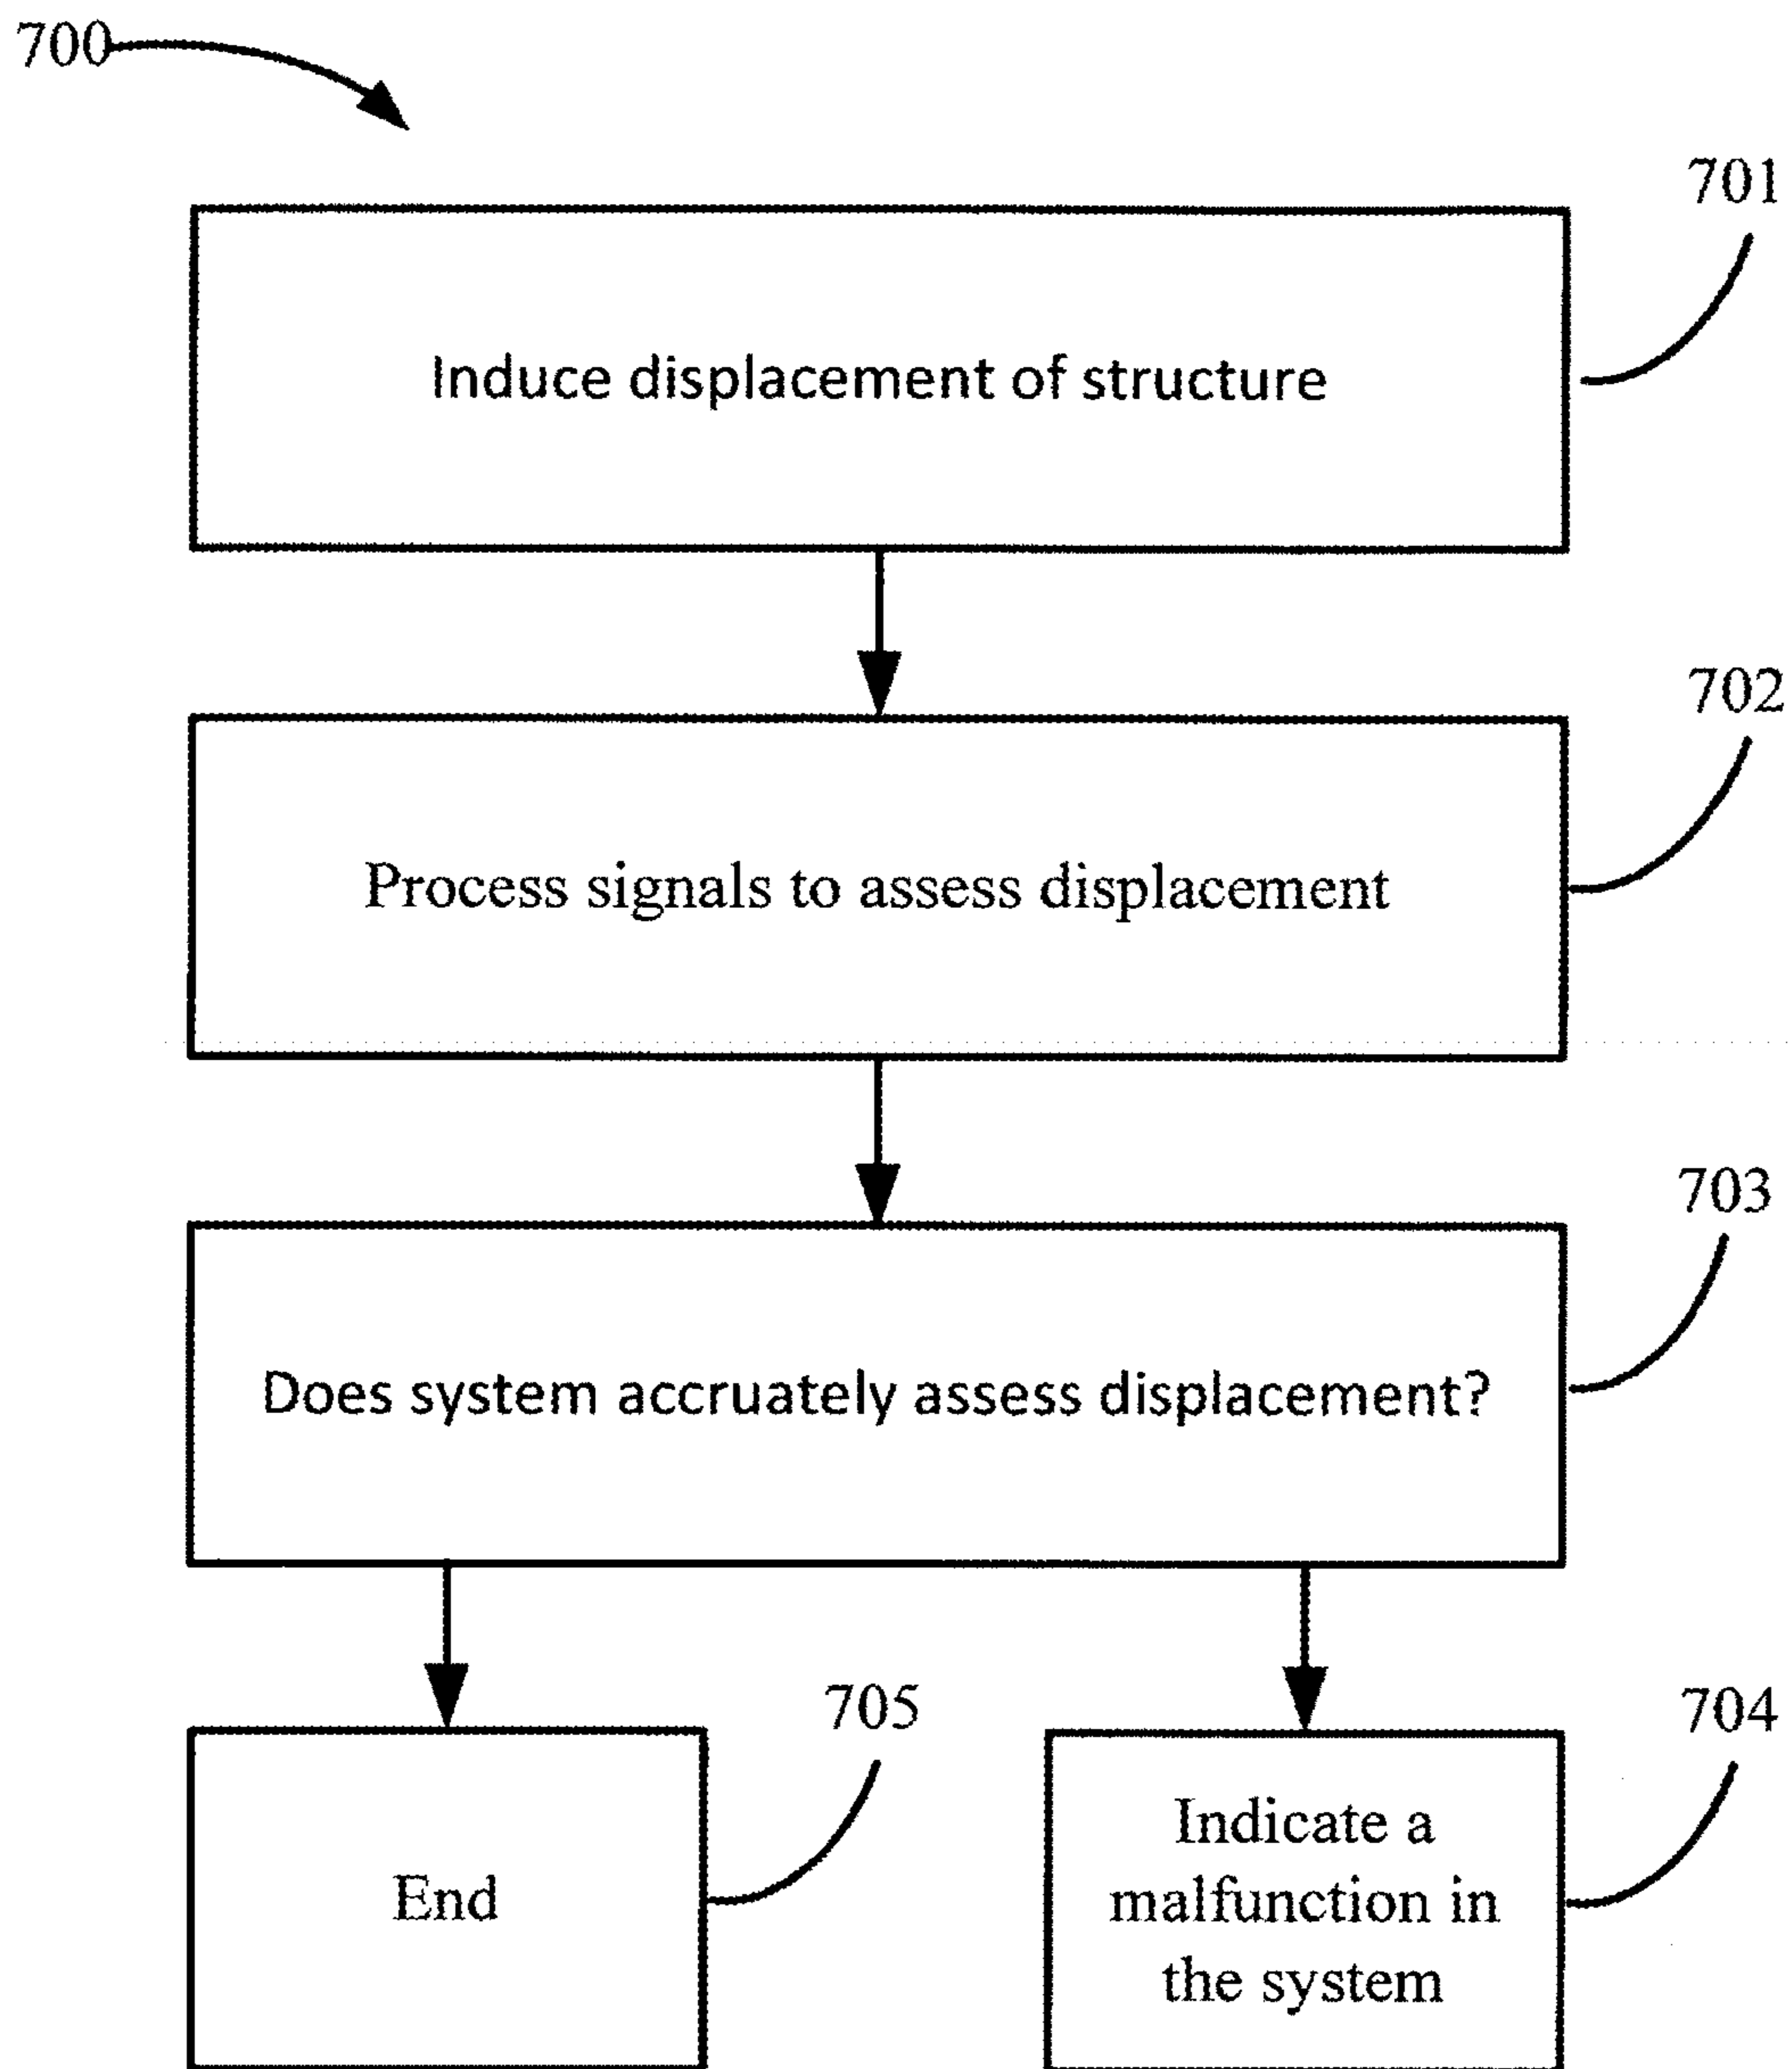 700
701
Induce displacement of structure
702
Process signals to assess displacement
703
Does system accruately assess displacement?
705
704
End
Indicate a
malfunction in
the system